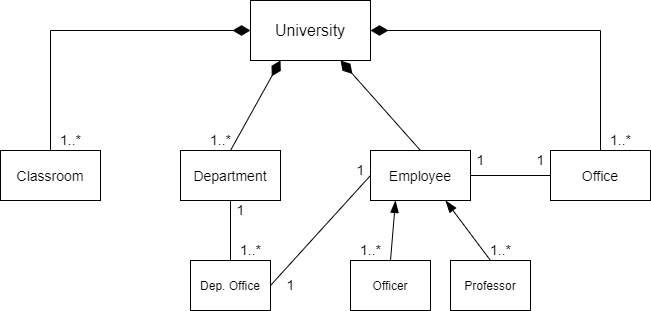 University
1..*
1..*
1..*
Classroom
Department
Employee
1
1
Office
1
1
1..*
1..*
1..*
Dep. Office
1
Officer
Professor